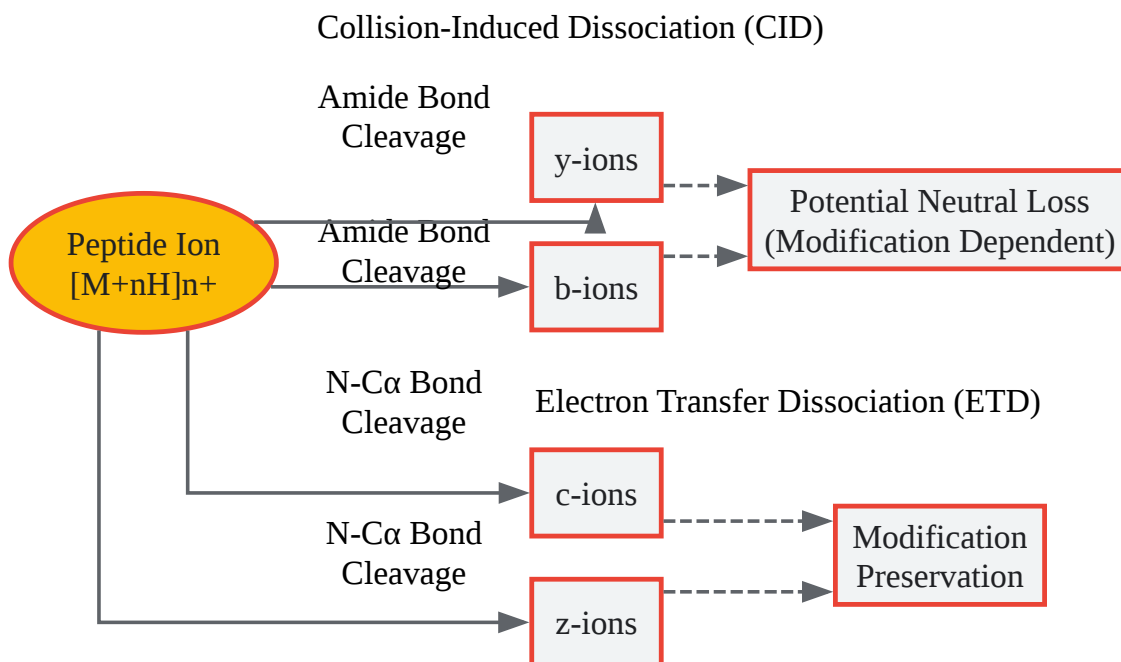 Collision-Induced Dissociation (CID)
Amide Bond
Cleavage
y-ions
Potential Neutral Loss
(Modification Dependent)
Peptide Ion
[M+nH]n+
Amide Bond
Cleavage
b-ions
N-Cα Bond
Cleavage
Electron Transfer Dissociation (ETD)
c-ions
N-Cα Bond
Cleavage
Modification
Preservation
z-ions